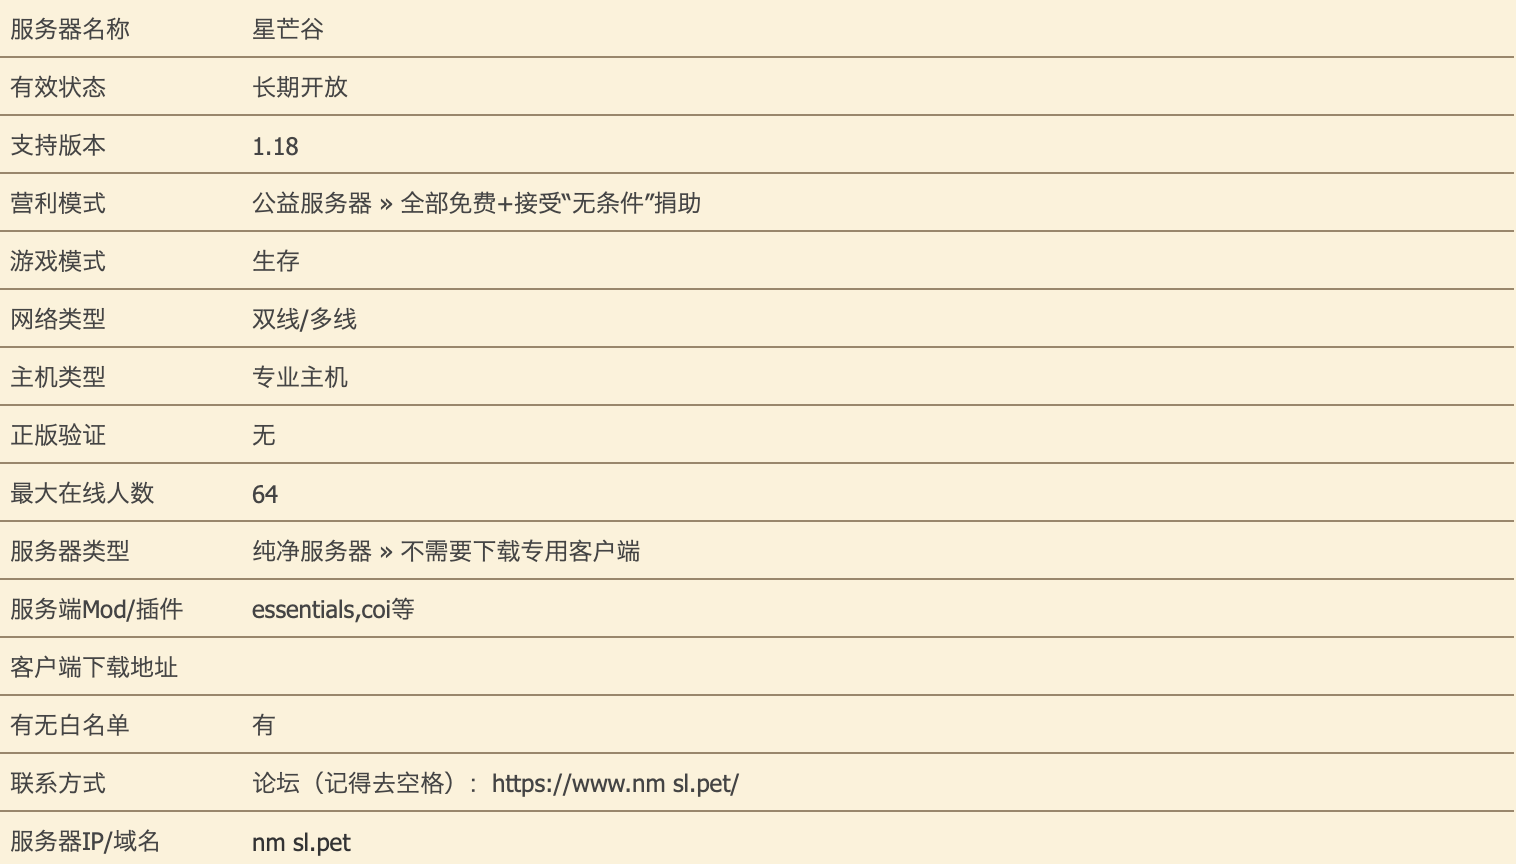 服务器名称 星芒谷
有效状态 长期开放
支持版本 1.18
营利模式 公益服务器 » 全部免费+接受“无条件”捐助
游戏模式 生存
网络类型 双线/多线
主机类型 专业主机
正版验证 无
最大在线人数 64
服务器类型 纯净服务器 » 不需要下载专用客户端
服务端Mod/插件 essentials,coi等
客户端下载地址
有无白名单 有
联系方式 论坛（记得去空格）：https://www.nm sl.pet/
服务器IP/域名 nm sl.pet